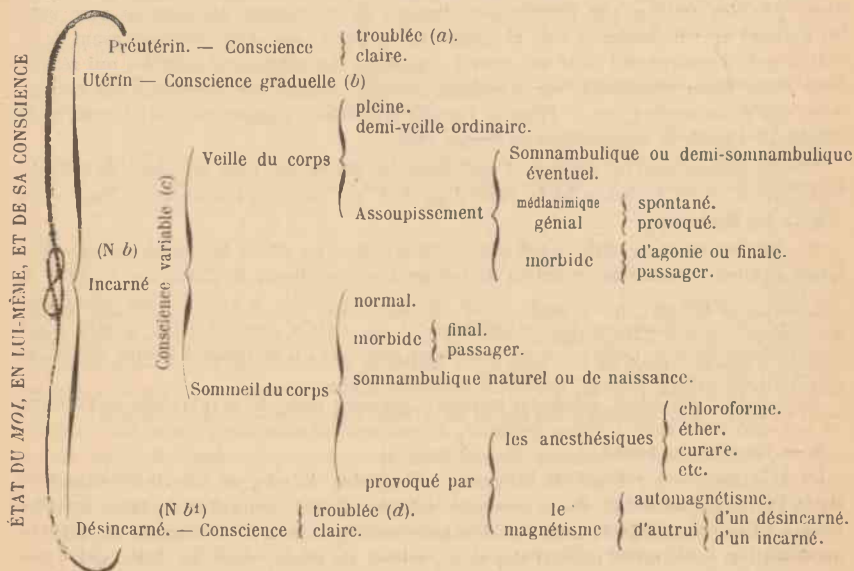 ÉTAT DU MOI, EN LUI-MÊME, ET DE SA CONSCIENCE
Préutérin. — Conscience
troublée (a).
claire.
Utérin — Conscience graduelle (b)
(N b)
Incarné
Conscience variable (c)
Veille du corps
pleine.
demi-veille ordinaire.
Assoupissement
Somnambulique ou demi-somnambulique
éventuel.
médianimique
génial
spontané.
provoqué.
morbide
d'agonie ou finale.
passager.
Sommeil du corps
normal.
morbide
final.
passager.
somnambulique naturel ou de naissance.
provoqué par
les anesthésiques
chloroforme.
éther.
curare.
etc.
le
magnétisme
automagnétisme.
d'autrui
d'un désincarné.
d'un incarné.
(N b¹)
Désincarné. — Conscience
troublée (d).
claire.